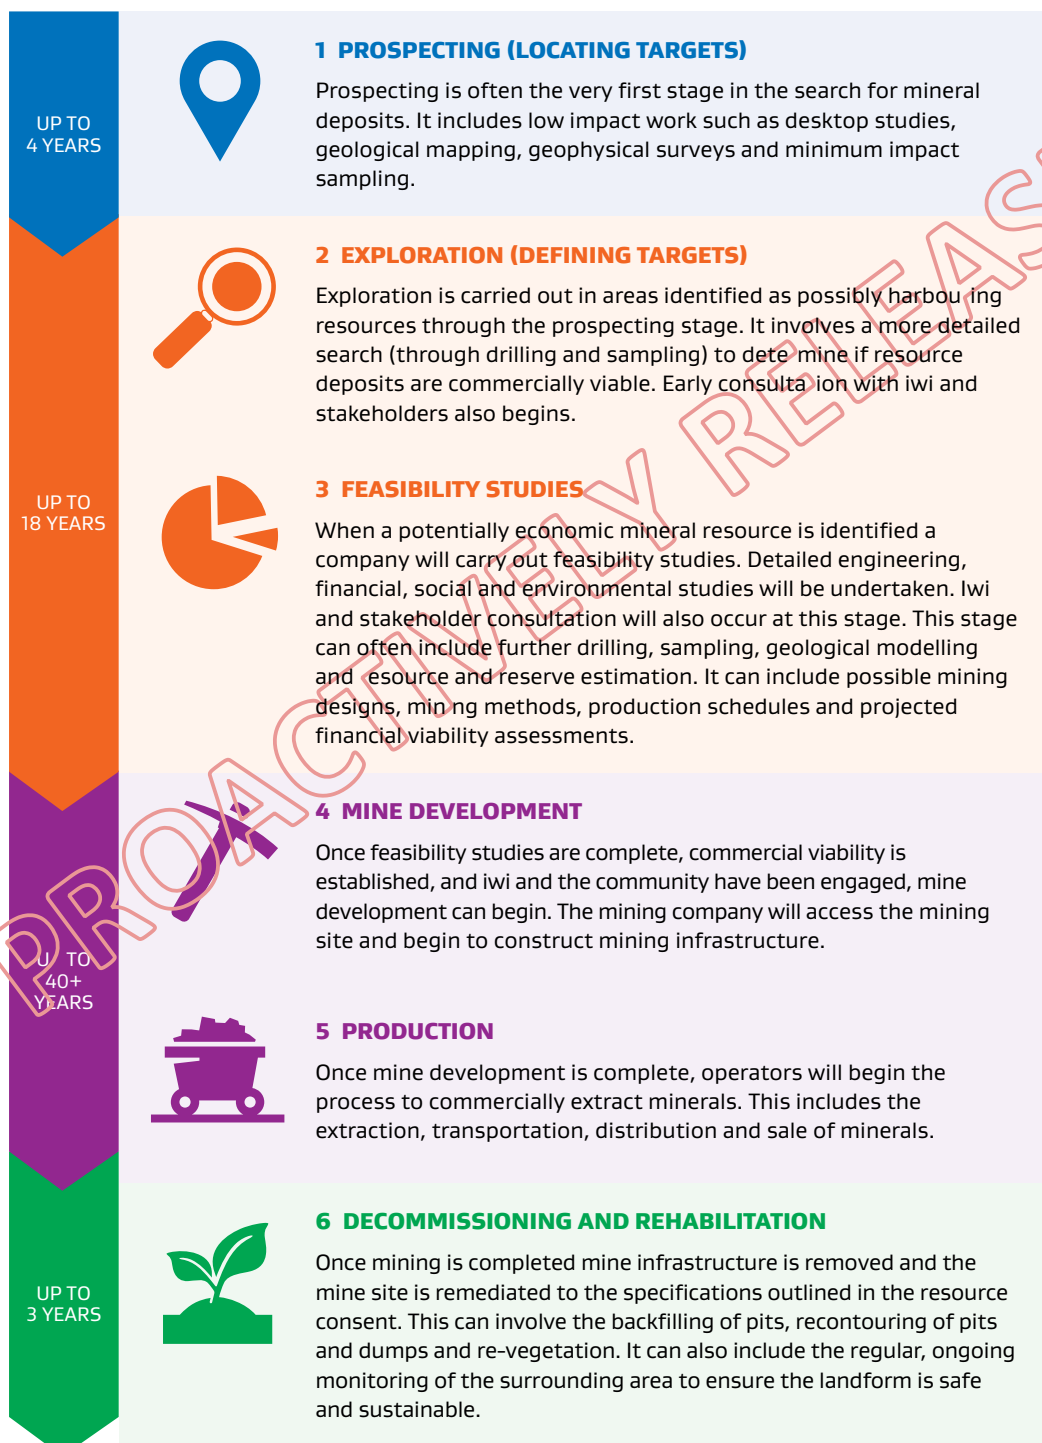 UP TO
4 YEARS
1 PROSPECTING (LOCATING TARGETS)
Prospecting is often the very first stage in the search for mineral
deposits. It includes low impact work such as desktop studies,
geological mapping, geophysical surveys and minimum impact
sampling.
UP TO
18 YEARS
2 EXPLORATION (DEFINING TARGETS)
Exploration is carried out in areas identified as possibly harbou ing
resources through the prospecting stage. It involves a more detailed
search (through drilling and sampling) to dete mine if resource
deposits are commercially viable. Early consulta ion with iwi and
stakeholders also begins.
3 FEASIBILITY STUDIES
When a potentially economic mineral resource is identified a
company will carry out feasibility studies. Detailed engineering,
financial, social and environmental studies will be undertaken. Iwi
and stakeholder consultation will also occur at this stage. This stage
can often include further drilling, sampling, geological modelling
and esource and reserve estimation. It can include possible mining
designs, min ng methods, production schedules and projected
financial viability assessments.
U TO
40+
YEARS
4 MINE DEVELOPMENT
Once feasibility studies are complete, commercial viability is
established, and iwi and the community have been engaged, mine
development can begin. The mining company will access the mining
site and begin to construct mining infrastructure.
5 PRODUCTION
Once mine development is complete, operators will begin the
process to commercially extract minerals. This includes the
extraction, transportation, distribution and sale of minerals.
UP TO
3 YEARS
6 DECOMMISSIONING AND REHABILITATION
Once mining is completed mine infrastructure is removed and the
mine site is remediated to the specifications outlined in the resource
consent. This can involve the backfilling of pits, recontouring of pits
and dumps and re-vegetation. It can also include the regular, ongoing
monitoring of the surrounding area to ensure the landform is safe
and sustainable.
PROACTIVELY RELEAS